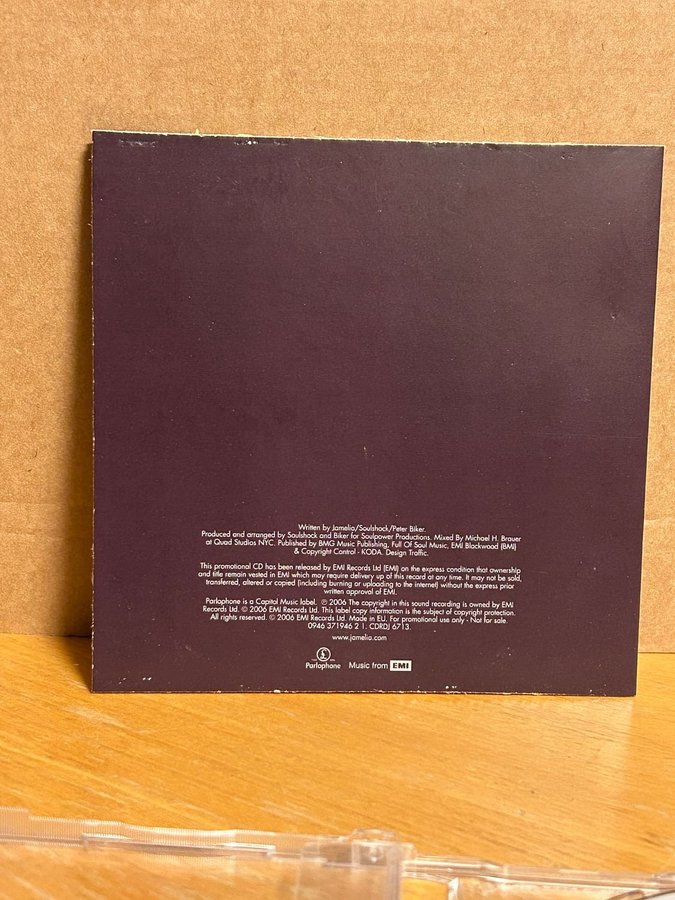 Written by Jamelia/Soulshock/Peter Biker.
Produced and arranged by Soulshock and Biker for Soulpower Productions. Mixed By Michael H. Brauer
at Quad Studios NYC. Published by BMG Music Publishing, Full Of Soul Music, EMI Blackwood (BMI)
& Copyright Control - KODA. Design Traffic.
This promotional CD has been released by EMI Records Ltd (EMI) on the express condition that ownership
and title remain vested in EMI which may require delivery up of this record at any time. It may not be sold,
transferred, altered or copied (including burning or uploading to the internet) without the express prior
written approval of EMI.
Parlophone is a Capitol Music label. ℗ 2006 The copyright in this sound recording is owned by EMI
Records Ltd. © 2006 EMI Records Ltd. This label copy information is the subject of copyright protection.
All rights reserved. © 2006 EMI Records Ltd. Made in EU. For promotional use only - Not for sale.
0946 371946 2 1. CDRDJ 6713.
www.jamelia.com
Parlophone Music from EMI